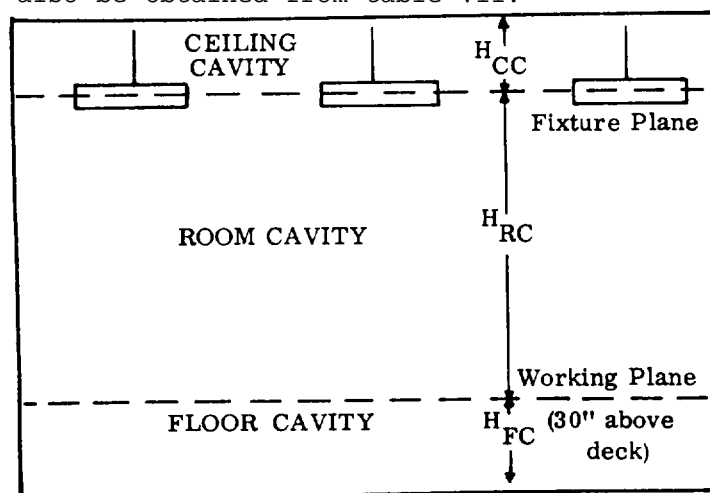 also be obtained from table VII.
CEILING
CAVITY
H CC
Fixture Plane
ROOM CAVITY
H RC
Working Plane
FLOOR CAVITY
H FC
(30" above
deck)